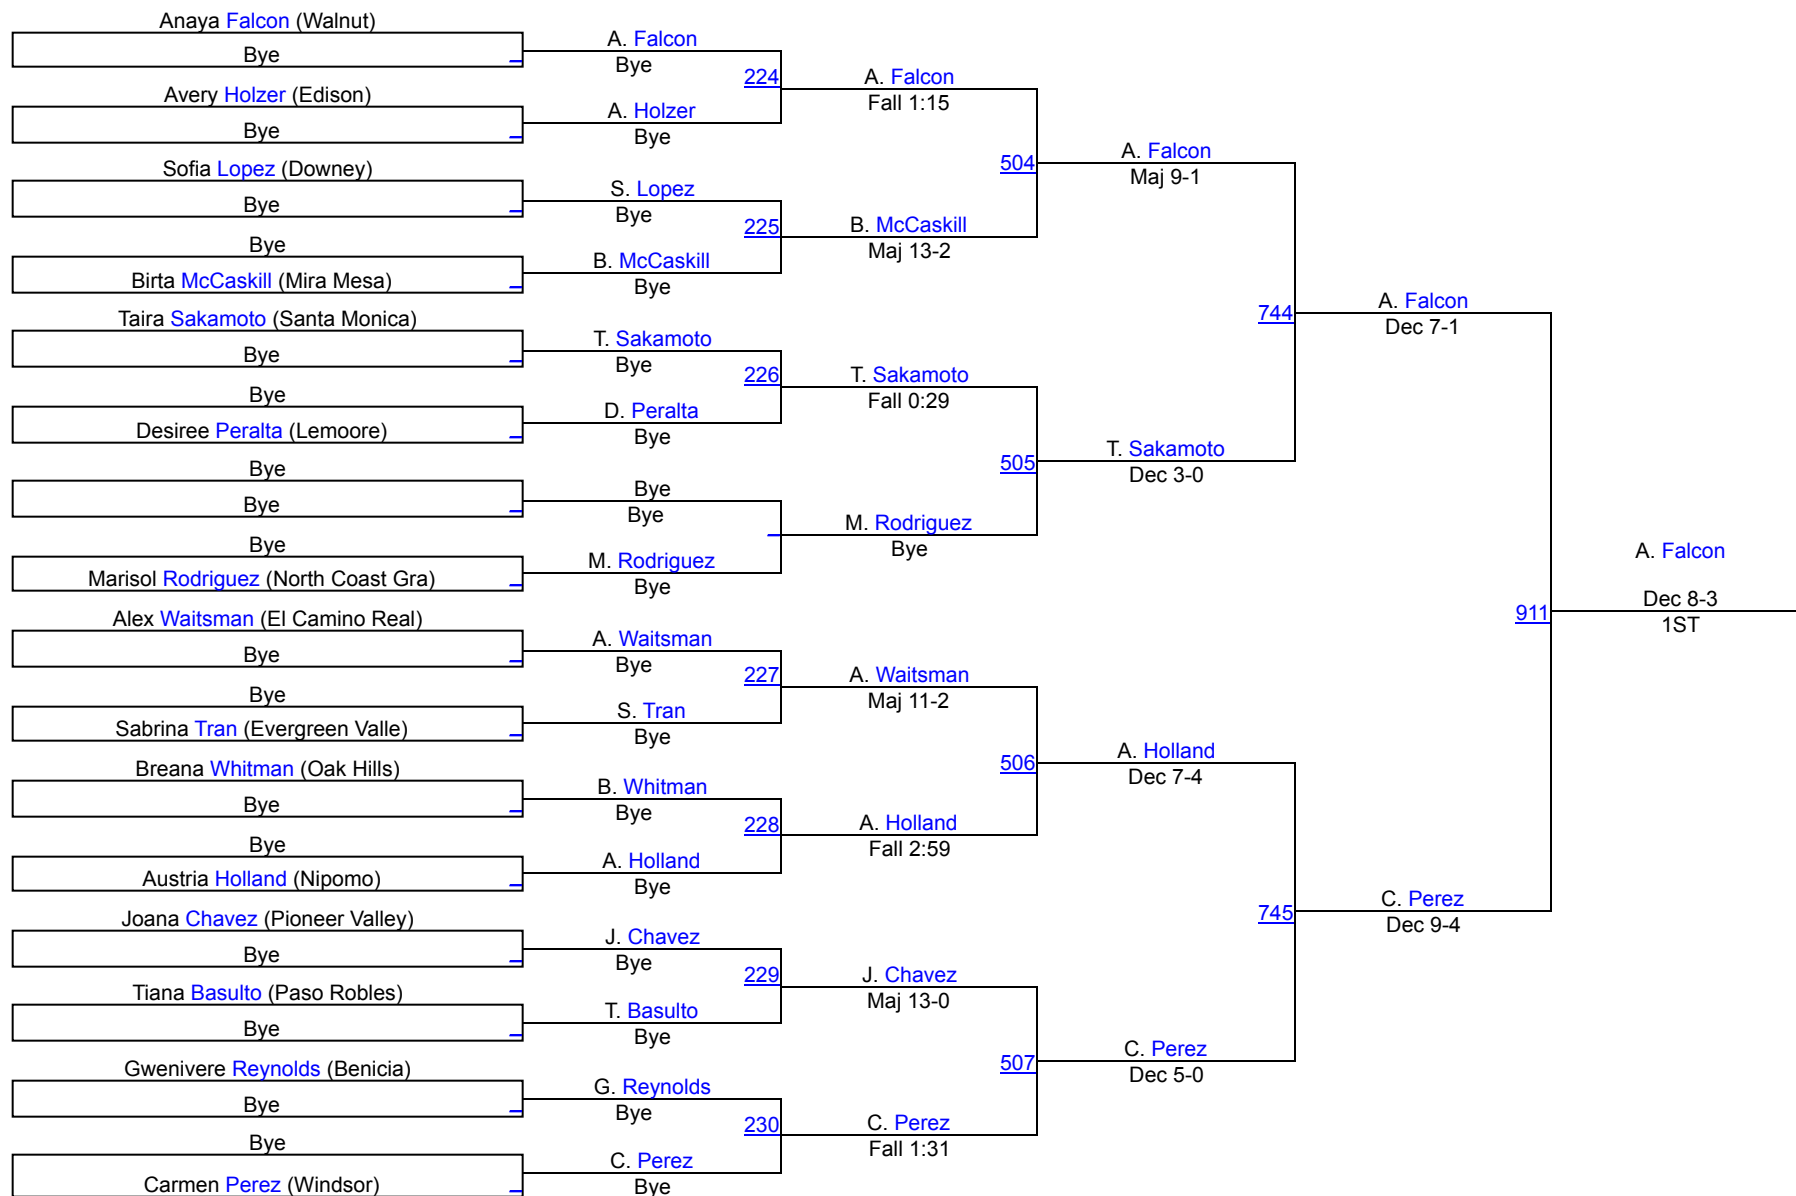 Anaya Falcon (Walnut)
Bye
Avery Holzer (Edison)
Bye
Sofia Lopez (Downey)
Bye
Bye
Birta McCaskill (Mira Mesa)
Taira Sakamoto (Santa Monica)
Bye
Bye
Desiree Peralta (Lemoore)
Bye
Bye
Bye
Marisol Rodriguez (North Coast Gra)
Alex Waitsman (El Camino Real)
Bye
Bye
Sabrina Tran (Evergreen Valle)
Breana Whitman (Oak Hills)
Bye
Bye
Austria Holland (Nipomo)
Joana Chavez (Pioneer Valley)
Bye
Tiana Basulto (Paso Robles)
Bye
Gwenivere Reynolds (Benicia)
Bye
Bye
Carmen Perez (Windsor)
A. Falcon
Bye
224
A. Holzer
Bye
S. Lopez
Bye
225
B. McCaskill
Bye
T. Sakamoto
Bye
226
D. Peralta
Bye
Bye
Bye
M. Rodriguez
Bye
A. Waitsman
Bye
227
S. Tran
Bye
B. Whitman
Bye
228
A. Holland
Bye
J. Chavez
Bye
229
T. Basulto
Bye
G. Reynolds
Bye
230
C. Perez
Bye
A. Falcon
Fall 1:15
504
B. McCaskill
Maj 13-2
T. Sakamoto
Fall 0:29
505
M. Rodriguez
Bye
A. Waitsman
Maj 11-2
506
A. Holland
Fall 2:59
J. Chavez
Maj 13-0
507
C. Perez
Fall 1:31
A. Falcon
Maj 9-1
744
T. Sakamoto
Dec 3-0
A. Holland
Dec 7-4
745
C. Perez
Dec 5-0
A. Falcon
Dec 7-1
911
C. Perez
Dec 9-4
A. Falcon
Dec 8-3
1ST